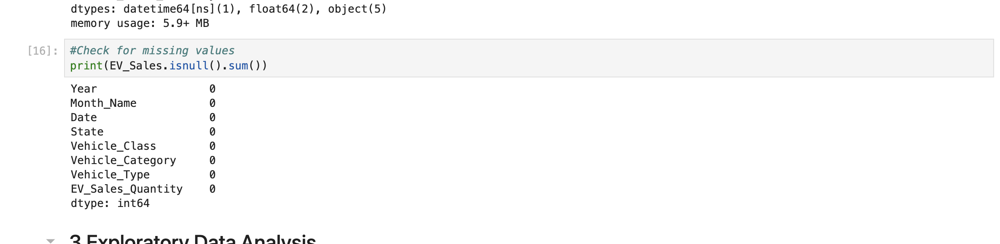 dtypes: datetime64[ns](1), float64(2), object(5)
memory usage: 5.9+ MB
[16]:
#Check for missing values
print(EV_Sales.isnull().sum())
Year 0
Month_Name 0
Date 0
State 0
Vehicle_Class 0
Vehicle_Category 0
Vehicle_Type 0
EV_Sales_Quantity 0
dtype: int64
3 Exploratory Data Analysis